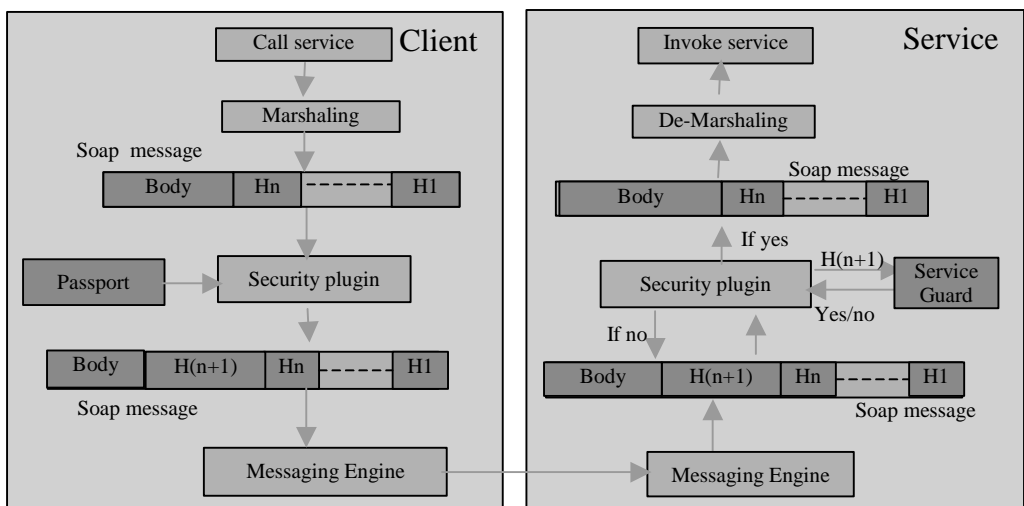 Call service
Client
Marshaling
Soap message
Body Hn H1
Passport
Security plugin
Body H(n+1) Hn H1
Soap message
Messaging Engine
Invoke service
Service
De-Marshaling
Soap message
Body Hn H1
If yes
H(n+1)
Security plugin
Service
Guard
Yes/no
If no
Body H(n+1) Hn H1
Soap message
Messaging Engine